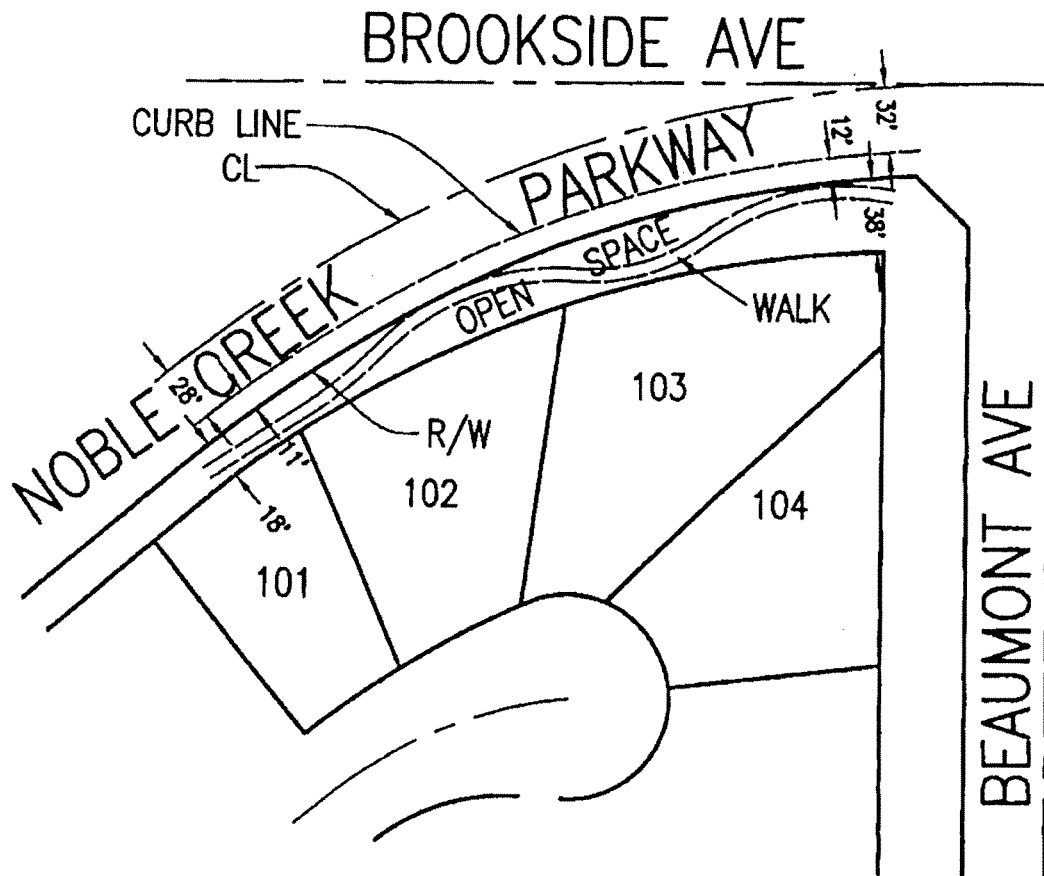 BROOKSIDE AVE
CURB LINE
CL
NOBLE CREEK PARKWAY
32'
12'
38'
OPEN SPACE
WALK
28'
11'
18'
R/W
101
102
103
104
BEAUMONT AVE